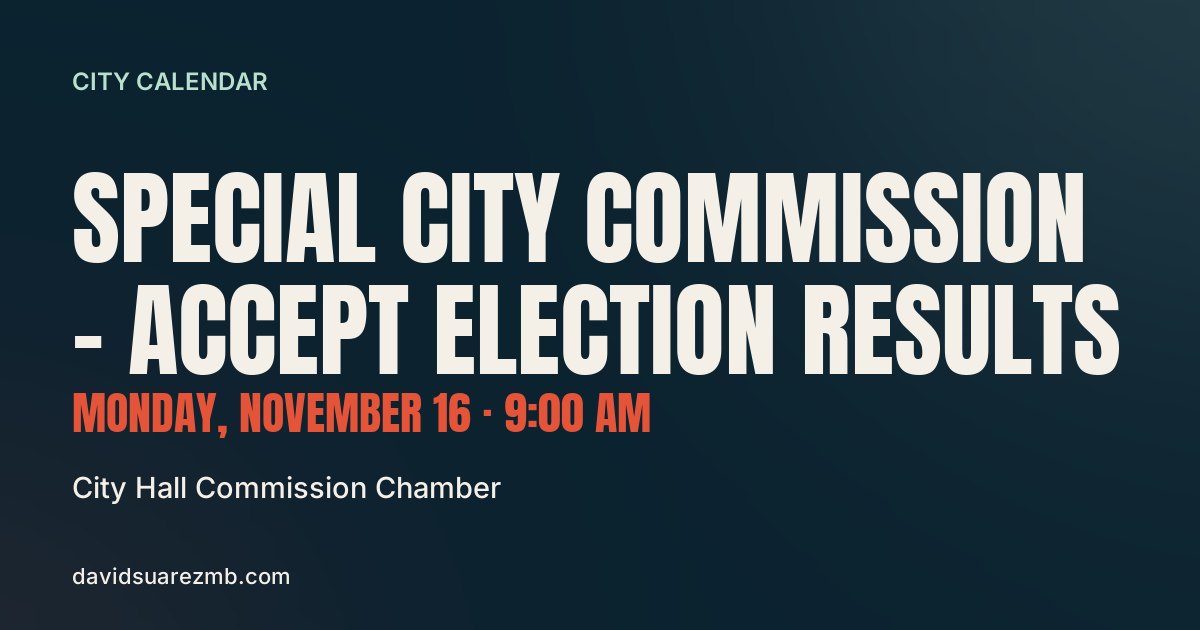 CITY CALENDAR
SPECIAL CITY COMMISSION
- ACCEPT ELECTION RESULTS
MONDAY, NOVEMBER 16 · 9:00 AM
City Hall Commission Chamber
davidsuarezmb.com